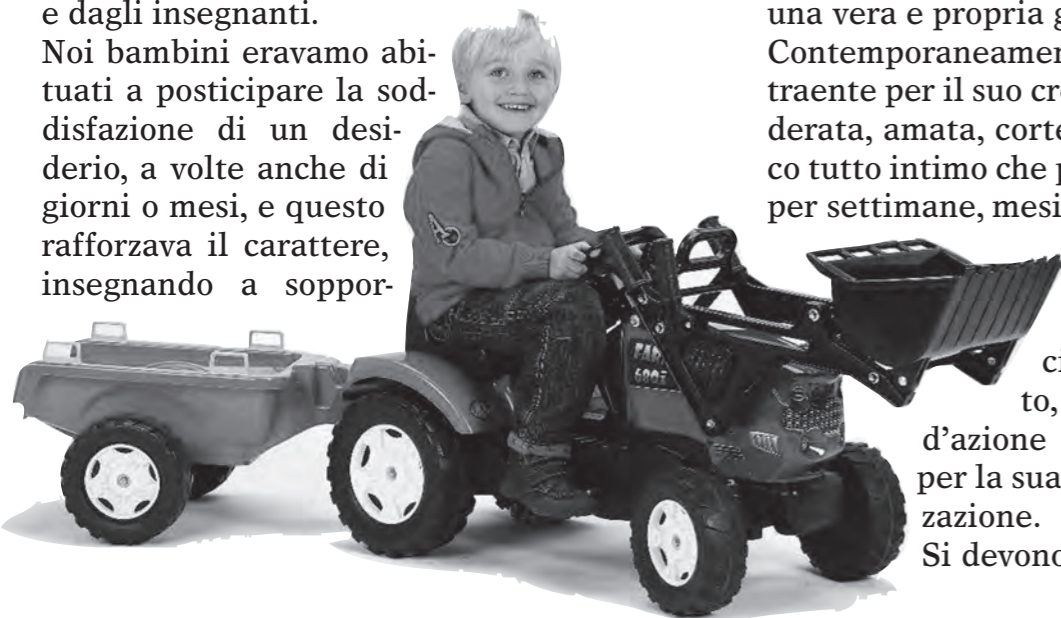 e dagli insegnanti.
Noi bambini eravamo abi-
tuati a posticipare la sod-
disfazione di un desi-
derio, a volte anche di
giorni o mesi, e questo
rafforzava il carattere,
insegnando a soppor-
una vera e propria g
Contemporaneamen
traente per il suo cre
derata, amata, corte
co tutto intimo che p
per settimane, mesi
ci
to,
d'azione
per la sua
zazione.
Si devono
FARM